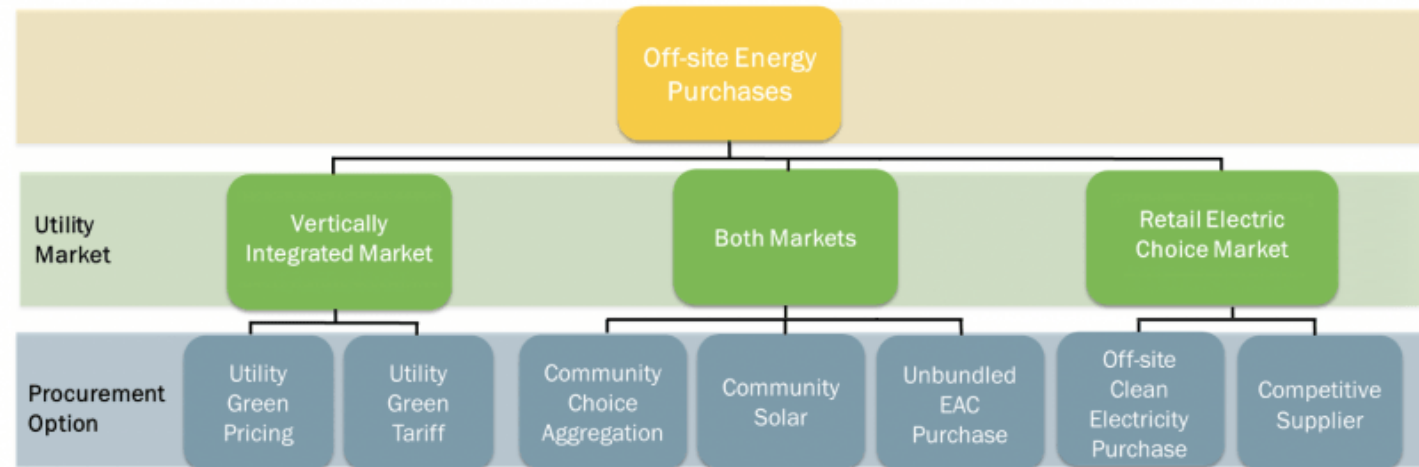 Off-site Energy
Purchases
Utility
Market
Vertically
Integrated Market
Both Markets
Retail Electric
Choice Market
Procurement
Option
Utility
Green
Pricing
Utility
Green
Tariff
Community
Choice
Aggregation
Community
Solar
Unbundled
EAC
Purchase
Off-site
Clean
Electricity
Purchase
Competitive
Supplier